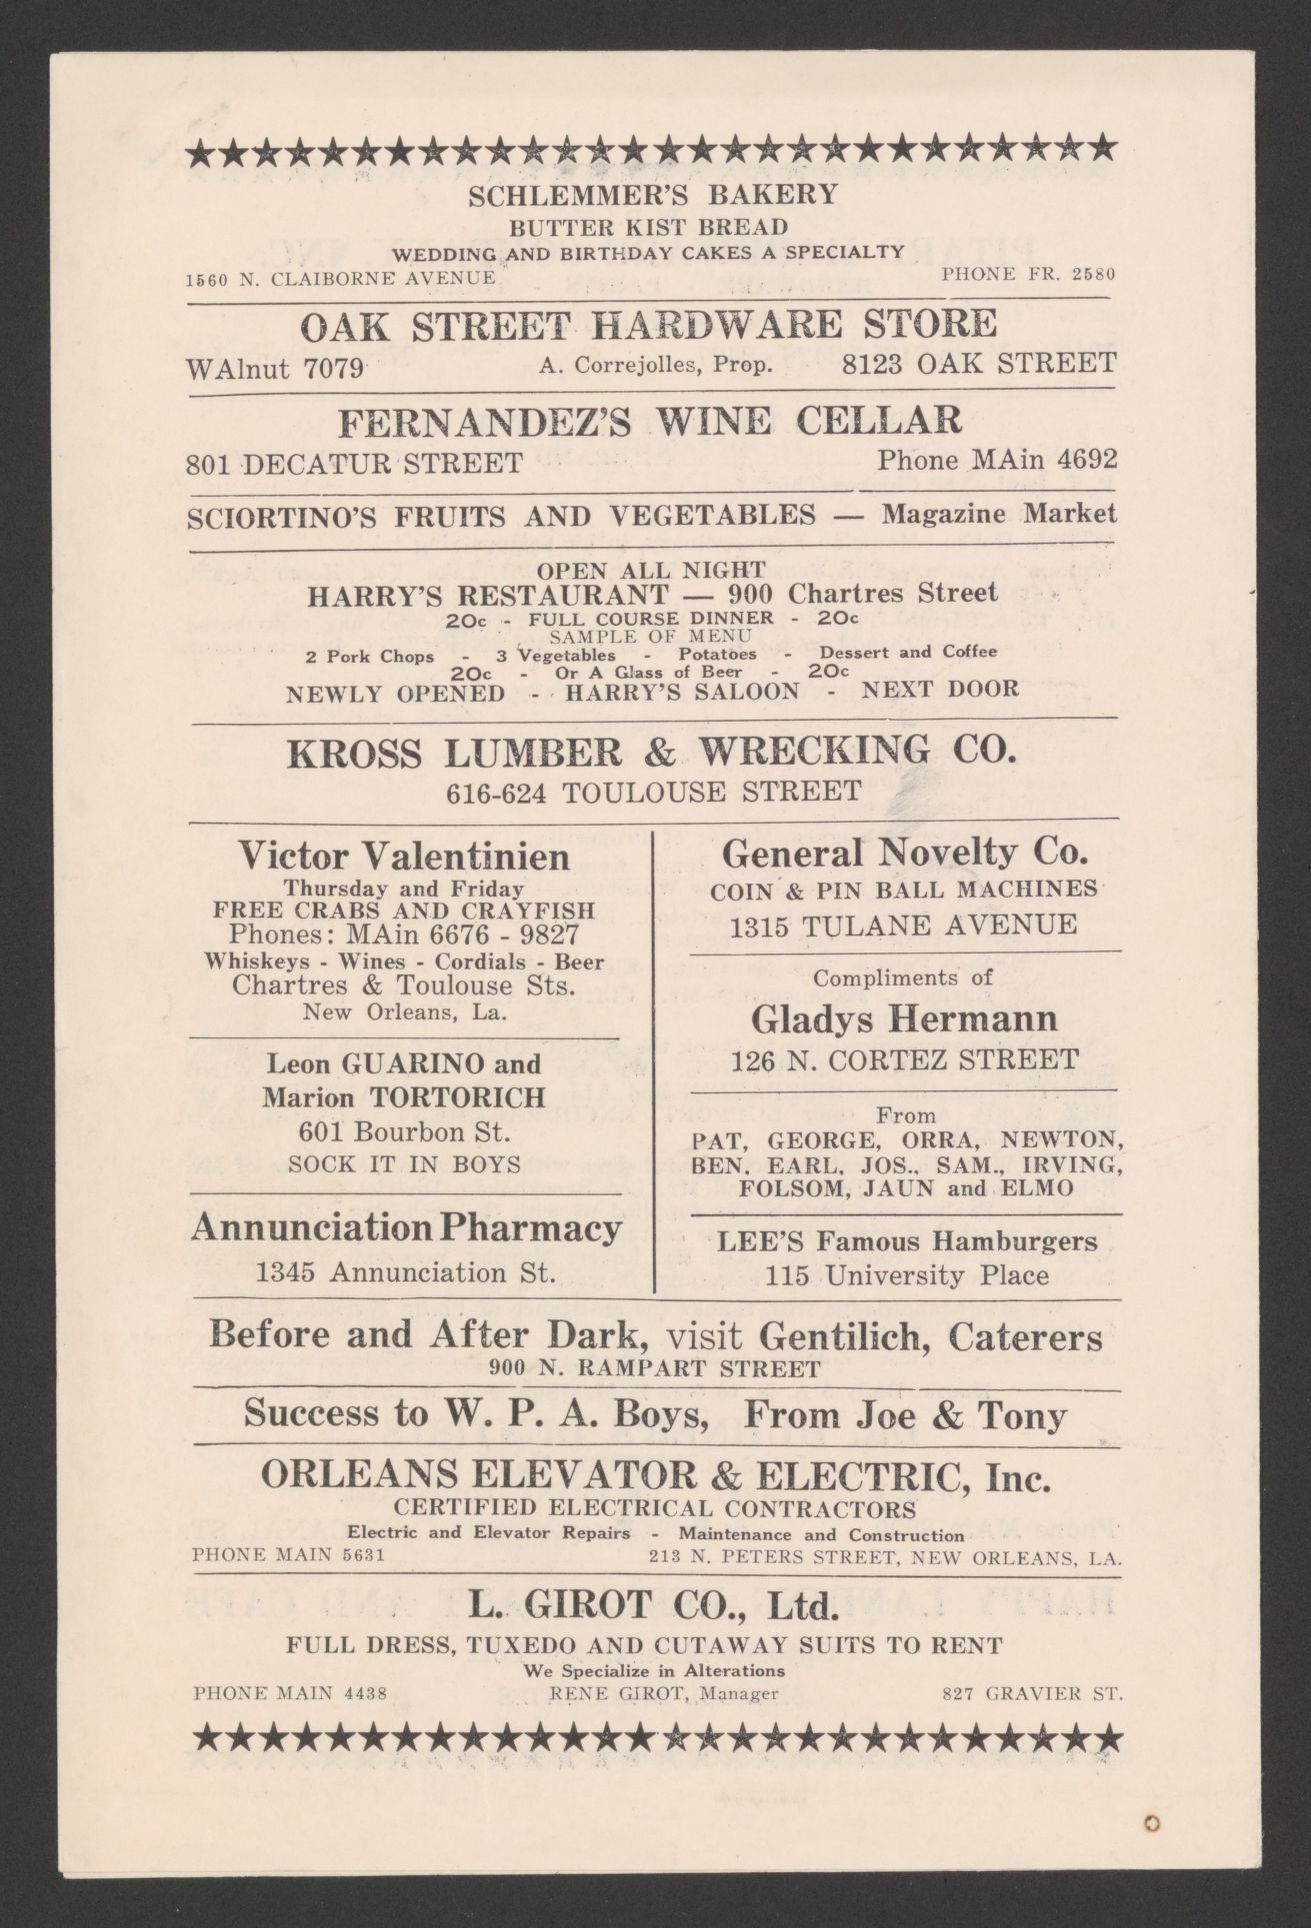 SCHLEMMER'S BAKERY
BUTTER KIST BREAD
WEDDING AND BIRTHDAY CAKES A SPECIALTY
1560 N. CLAIBORNE AVENUE PHONE FR. 2580
OAK STREET HARDWARE STORE
WAlnut 7079 A. Correjolles, Prop. 8123 OAK STREET
FERNANDEZ'S WINE CELLAR
801 DECATUR STREET Phone MAin 4692
SCIORTINO'S FRUITS AND VEGETABLES — Magazine Market
OPEN ALL NIGHT
HARRY'S RESTAURANT — 900 Chartres Street
20c - FULL COURSE DINNER - 20c
SAMPLE OF MENU
2 Pork Chops - 3 Vegetables - Potatoes - Dessert and Coffee
20c - Or A Glass of Beer - 20c
NEWLY OPENED - HARRY'S SALOON - NEXT DOOR
KROSS LUMBER & WRECKING CO.
616-624 TOULOUSE STREET
Victor Valentinien
Thursday and Friday
FREE CRABS AND CRAYFISH
Phones: MAin 6676 - 9827
Whiskeys - Wines - Cordials - Beer
Chartres & Toulouse Sts.
New Orleans, La.
Leon GUARINO and
Marion TORTORICH
601 Bourbon St.
SOCK IT IN BOYS
Annunciation Pharmacy
1345 Annunciation St.
General Novelty Co.
COIN & PIN BALL MACHINES
1315 TULANE AVENUE
Compliments of
Gladys Hermann
126 N. CORTEZ STREET
From
PAT, GEORGE, ORRA, NEWTON,
BEN, EARL, JOS., SAM., IRVING,
FOLSOM, JAUN and ELMO
LEE'S Famous Hamburgers
115 University Place
Before and After Dark, visit Gentilich, Caterers
900 N. RAMPART STREET
Success to W. P. A. Boys, From Joe & Tony
ORLEANS ELEVATOR & ELECTRIC, Inc.
CERTIFIED ELECTRICAL CONTRACTORS
Electric and Elevator Repairs - Maintenance and Construction
PHONE MAIN 5631 213 N. PETERS STREET, NEW ORLEANS, LA.
L. GIROT CO., Ltd.
FULL DRESS, TUXEDO AND CUTAWAY SUITS TO RENT
We Specialize in Alterations
PHONE MAIN 4438 RENE GIROT, Manager 827 GRAVIER ST.